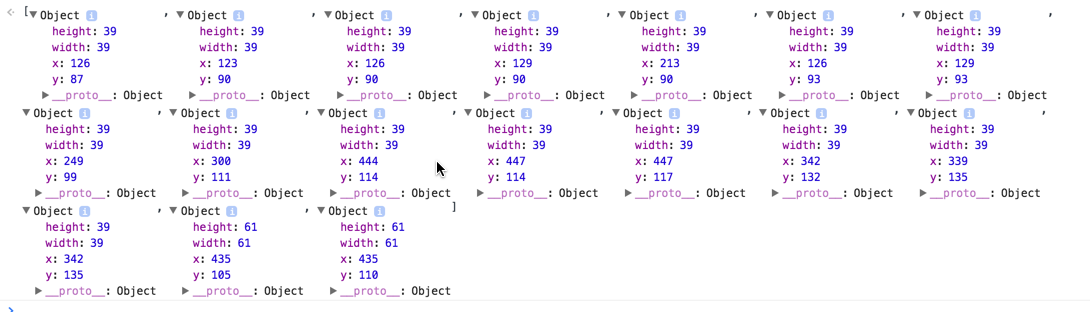 [▼Object i , ▼Object i , ▼Object i , ▼Object i , ▼Object i , ▼Object i , ▼Object i ,
height: 39 height: 39 height: 39 height: 39 height: 39 height: 39 height: 39
width: 39 width: 39 width: 39 width: 39 width: 39 width: 39 width: 39
x: 126 x: 123 x: 126 x: 129 x: 213 x: 126 x: 129
y: 87 y: 90 y: 90 y: 90 y: 90 y: 93 y: 93
▶__proto__: Object ▶__proto__: Object ▶__proto__: Object ▶__proto__: Object ▶__proto__: Object ▶__proto__: Object ▶__proto__: Object
▼Object i , ▼Object i , ▼Object i , ▼Object i , ▼Object i , ▼Object i , ▼Object i ,
height: 39 height: 39 height: 39 height: 39 height: 39 height: 39 height: 39
width: 39 width: 39 width: 39 width: 39 width: 39 width: 39 width: 39
x: 249 x: 300 x: 444 x: 447 x: 447 x: 342 x: 339
y: 99 y: 111 y: 114 y: 114 y: 117 y: 132 y: 135
▶__proto__: Object ▶__proto__: Object ▶__proto__: Object ▶__proto__: Object ▶__proto__: Object ▶__proto__: Object ▶__proto__: Object
▼Object i , ▼Object i , ▼Object i ]
height: 39 height: 61 height: 61
width: 39 width: 61 width: 61
x: 342 x: 435 x: 435
y: 135 y: 105 y: 110
▶__proto__: Object ▶__proto__: Object ▶__proto__: Object